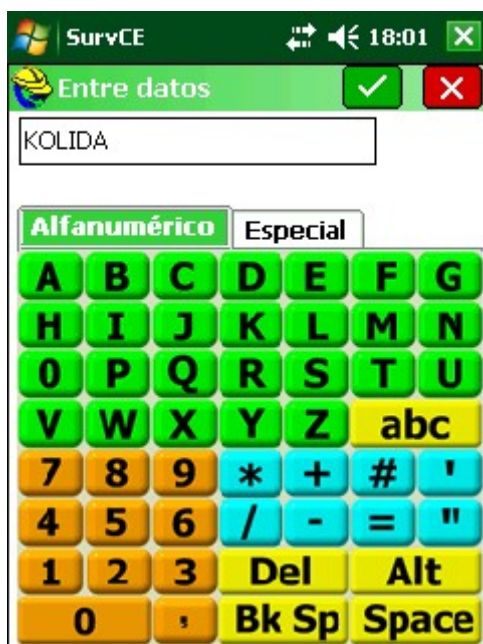 SurvCE 18:01
Entre datos
KOLIDA
Alfanumérico Especial
A B C D E F G
H I J K L M N
O P Q R S T U
V W X Y Z abc
7 8 9 * + # '
4 5 6 / - = "
1 2 3 Del Alt
0 , Bk Sp Space